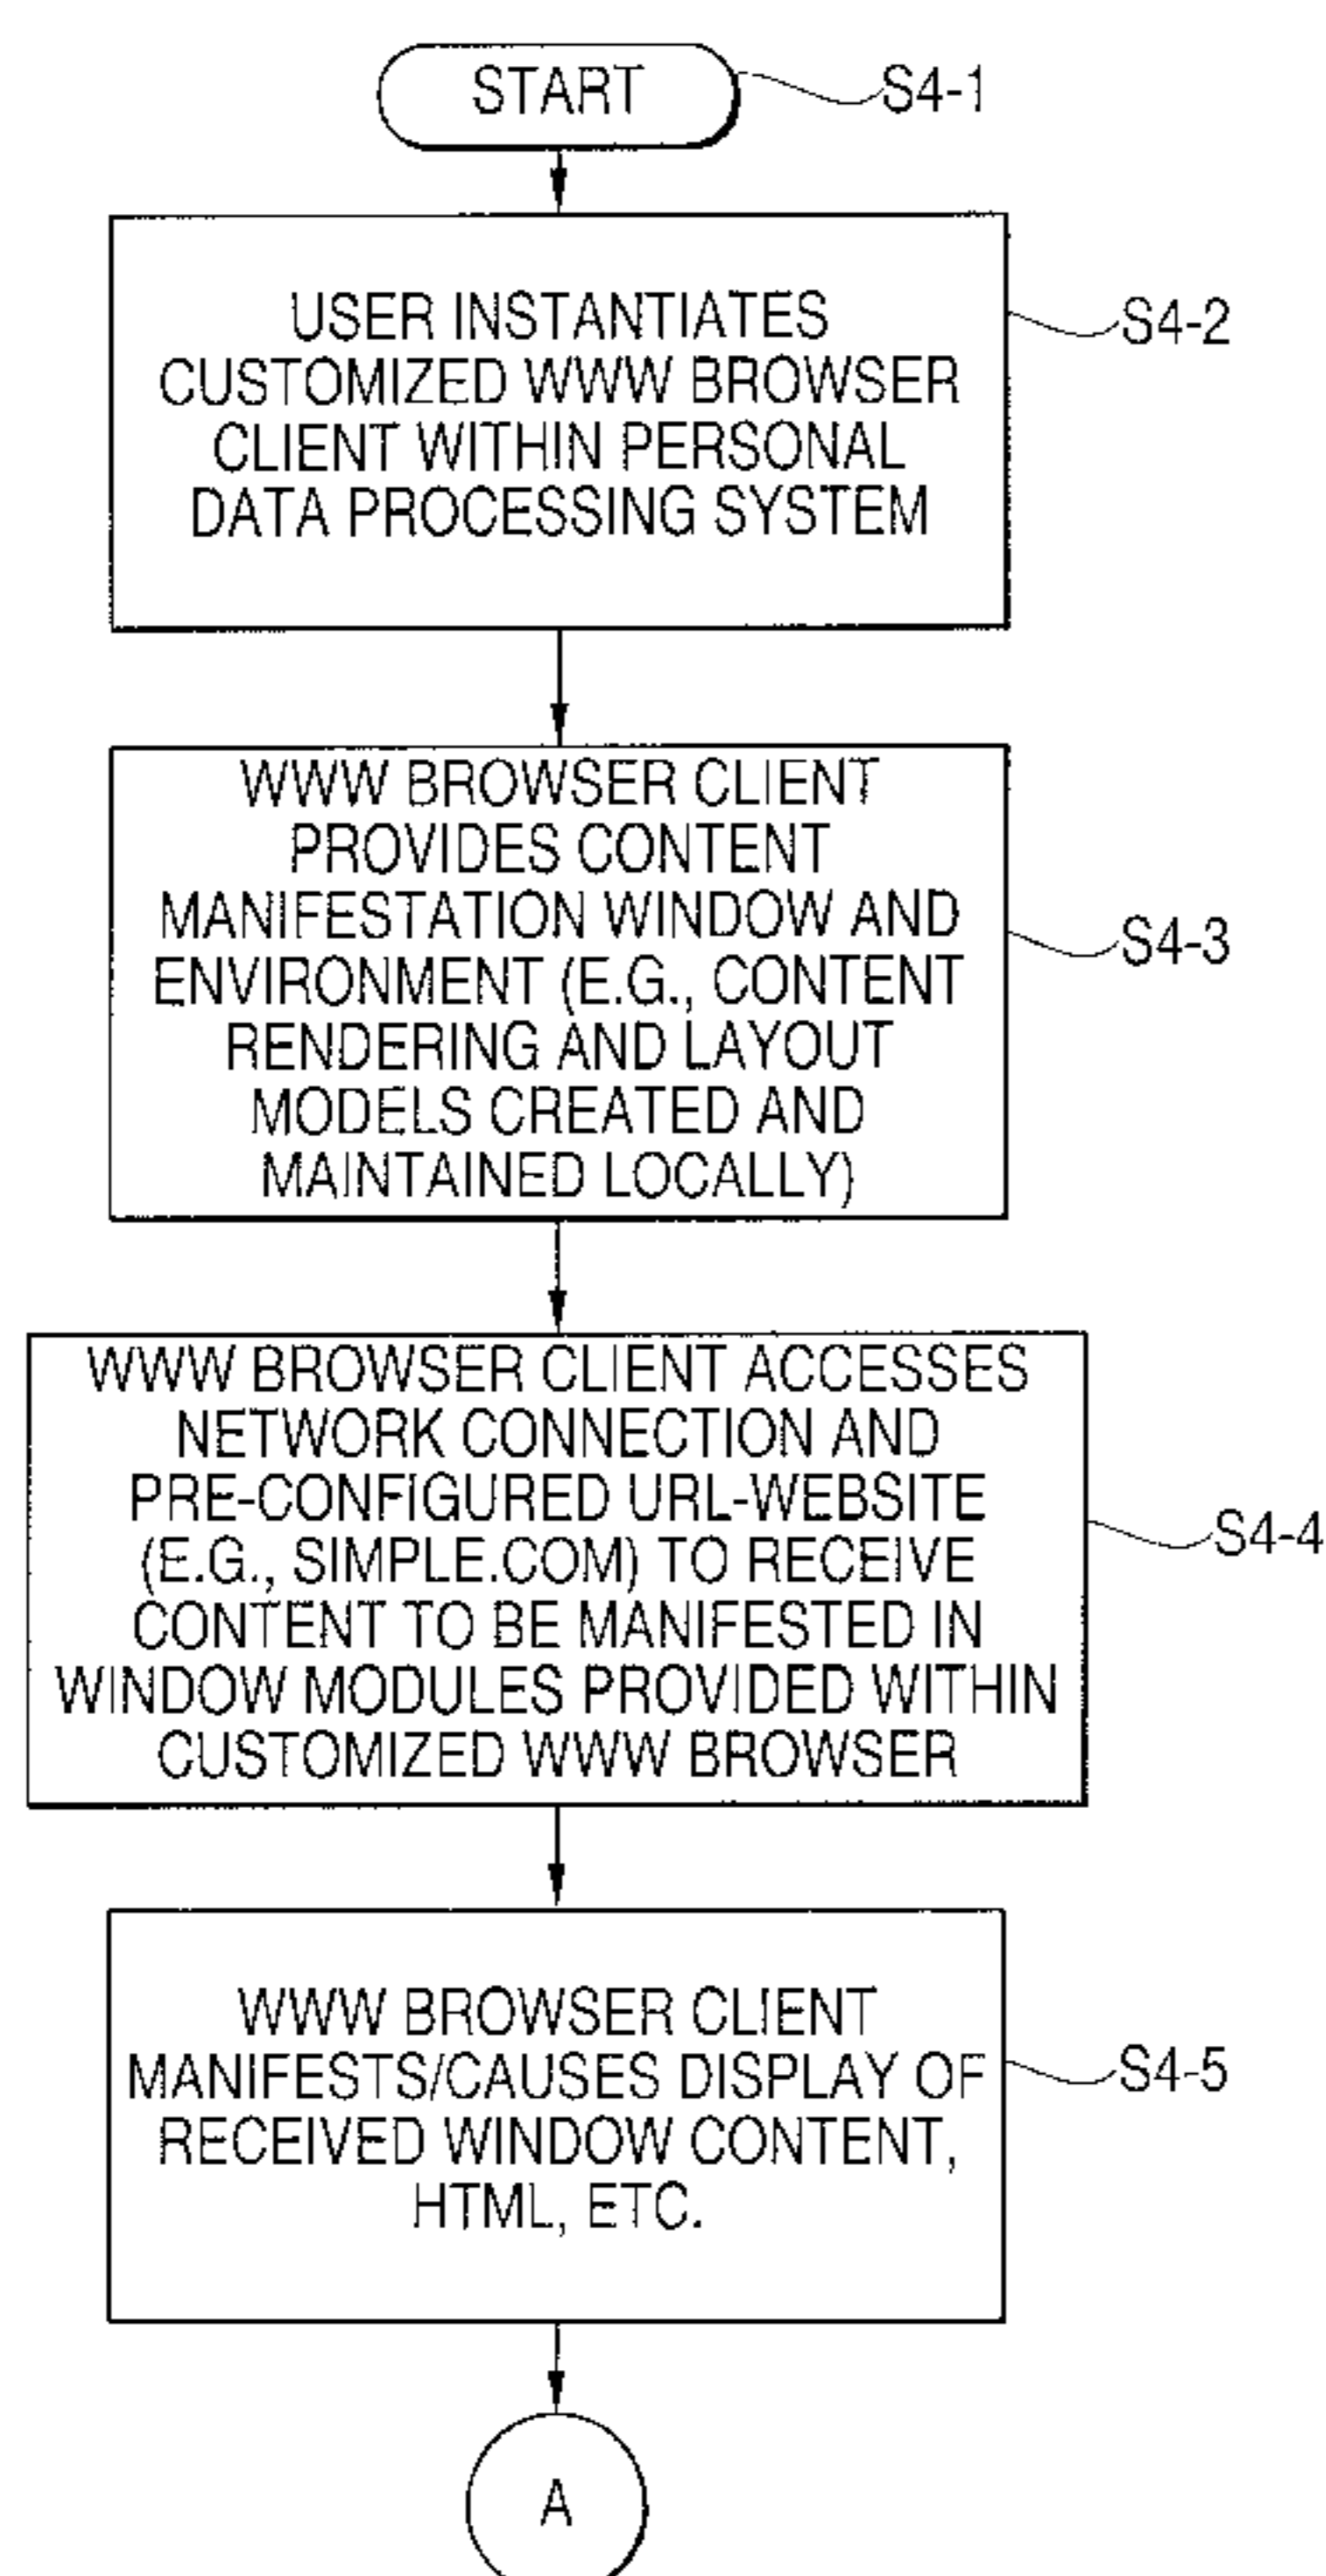 START
S4-1
USER INSTANTIATES
CUSTOMIZED WWW BROWSER
CLIENT WITHIN PERSONAL
DATA PROCESSING SYSTEM
S4-2
WWW BROWSER CLIENT
PROVIDES CONTENT
MANIFESTATION WINDOW AND
ENVIRONMENT (E.G., CONTENT
RENDERING AND LAYOUT
MODELS CREATED AND
MAINTAINED LOCALLY)
S4-3
WWW BROWSER CLIENT ACCESSES
NETWORK CONNECTION AND
PRE-CONFIGURED URL-WEBSITE
(E.G., SIMPLE.COM) TO RECEIVE
CONTENT TO BE MANIFESTED IN
WINDOW MODULES PROVIDED WITHIN
CUSTOMIZED WWW BROWSER
S4-4
WWW BROWSER CLIENT
MANIFESTS/CAUSES DISPLAY OF
RECEIVED WINDOW CONTENT,
HTML, ETC.
S4-5
A